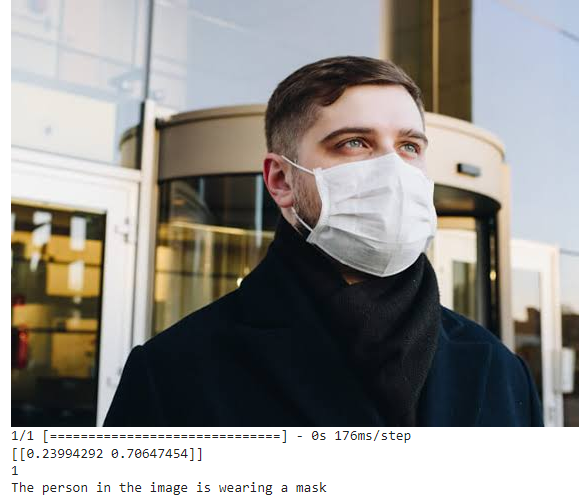 1/1 [==============================] - 0s 176ms/step
[[0.23994292 0.70647454]]
1
The person in the image is wearing a mask